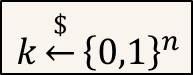 k ←$ {0,1}ⁿ